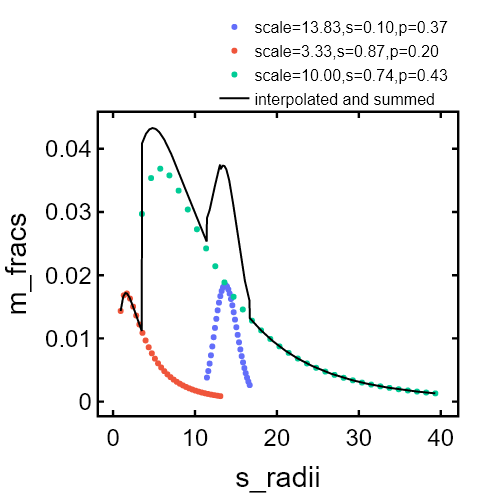 scale=13.83,s=0.10,p=0.37
scale=3.33,s=0.87,p=0.20
scale=10.00,s=0.74,p=0.43
interpolated and summed
0.04
0.03
0.02
0.01
0
m_fracs
0 10 20 30 40
s_radii